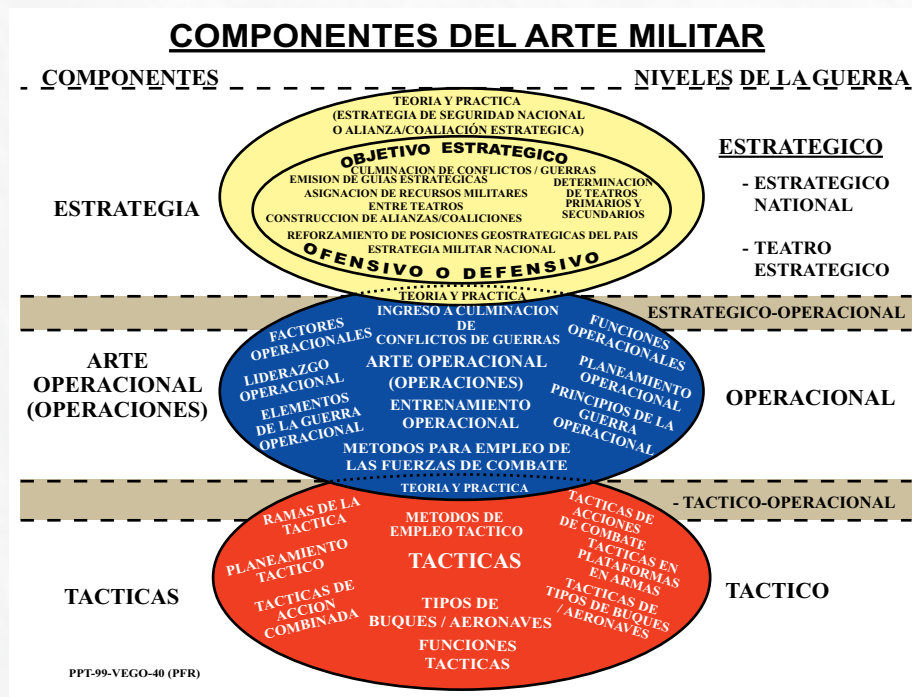 COMPONENTES DEL ARTE MILITAR
COMPONENTES
NIVELES DE LA GUERRA
TEORIA Y PRACTICA
(ESTRATEGIA DE SEGURIDAD NATIONAL
O ALIANZA/COALIACIÓN ESTRATEGICA)
OBJETIVO ESTRATEGICO
CULMINACION DE CONFLICTOS / GUERRAS
EMISION DE GUIAS ESTRATÉGICAS
ASIGNACION DE RECURSOS MILITARES
ENTRE TEATROS
CONSTRUCCION DE ALIANZAS/COALICIONES
DETERMINACION
DE TEATROS
PRIMARIOS Y
SECUNDARIOS
REFORZAMIENTO DE POSICIONES GEOSTRATEGICAS DEL PAIS
ESTRATEGIA MILITAR NATIONAL
OFENSIVO O DEFENSIVO
ESTRATEGIA
ESTRATEGICO
- ESTRATEGICO
NATIONAL
- TEATRO
ESTRATEGICO
TEORIA Y PRACTICA
ESTRATEGICO-OPERACIONAL
INGRESO A CULMINACION
DE
CONFLICTOS DE GUERRAS
FACTORES
OPERACIONALES
LIDERAZGO
OPERACIONAL
ELEMENTOS
DE LA GUERRA
OPERACIONAL
ARTE OPERACIONAL
(OPERACIONES)
ENTRENAMIENTO
OPERACIONAL
FUNCIONES
OPERACIONALES
PLANEAMIENTO
OPERACIONAL
PRINCIPIOS DE LA
GUERRA
OPERACIONAL
METODOS PARA EMPLEO DE
LAS FUERZAS DE COMBATE
ARTE
OPERACIONAL
(OPERACIONES)
OPERACIONAL
TEORIA Y PRACTICA
- TACTICO-OPERACIONAL
RAMAS DE LA
TACTICA
PLANEAMIENTO
TACTICO
TACTICAS DE
ACCION
COMBINADA
METODOS DE
EMPLEO TACTICO
TACTICAS
TIPOS DE
BUQUES / AERONAVES
FUNCIONES
TACTICAS
TACTICAS DE
ACCIONES
DE COMBATE
TACTICAS EN
PLATAFORMAS
EN ARMAS
TACTICAS DE
TIPOS DE BUQUES
/ AERONAVES
TACTICAS
TACTICO
PPT-99-VEGO-40 (PFR)